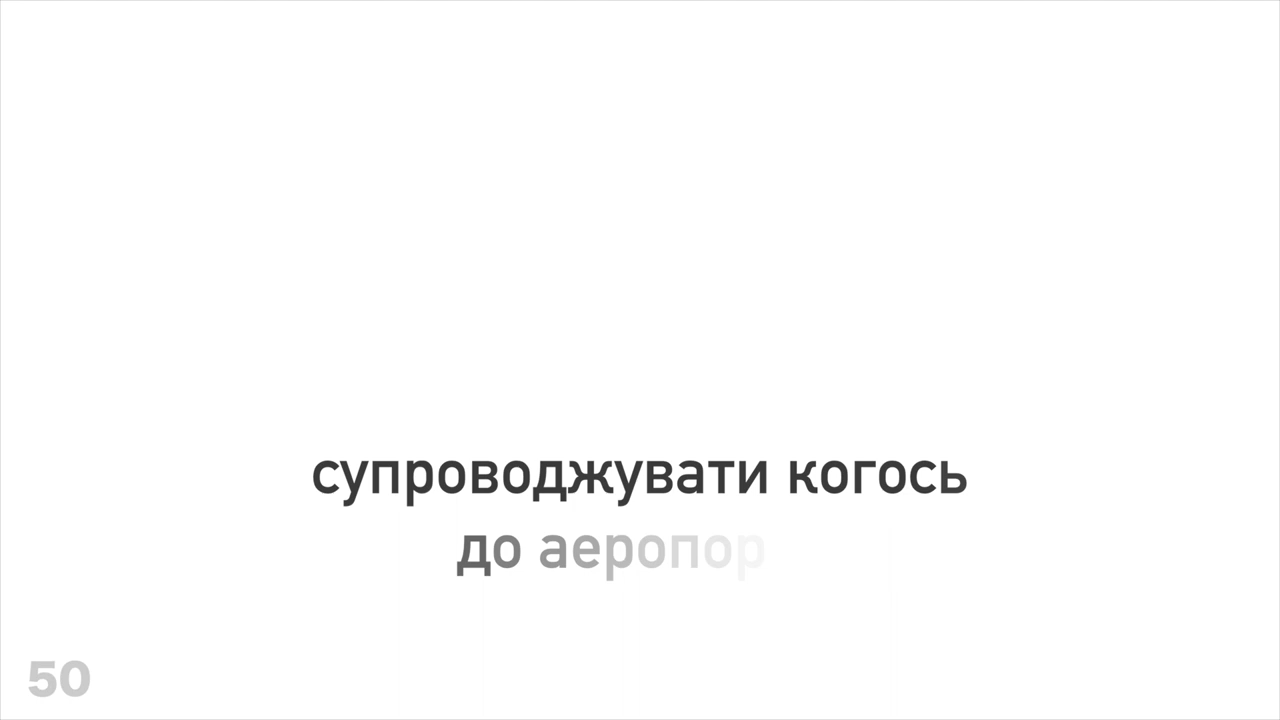 супроводжувати когось
до аеропор
50